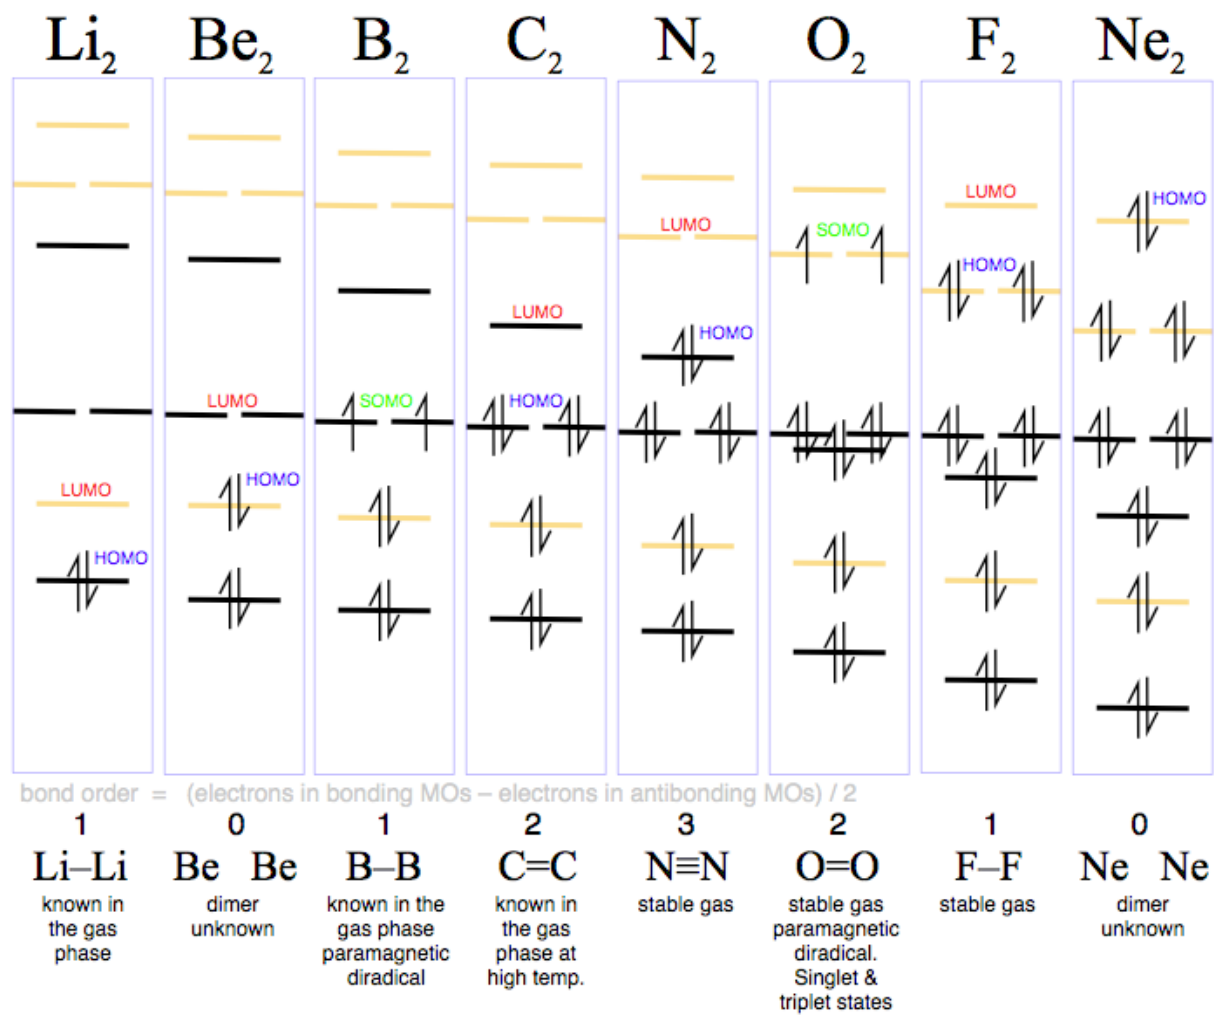 Li2 Be2 B2 C2 N2 O2 F2 Ne2
LUMO
HOMO
LUMO
HOMO
SOMO
LUMO
HOMO
LUMO
HOMO
SOMO
LUMO
HOMO
HOMO
bond order = (electrons in bonding MOs – electrons in antibonding MOs) / 2
1 0 1 2 3 2 1 0
Li–Li Be Be B–B C=C N≡N O=O F–F Ne Ne
known in
the gas
phase
dimer
unknown
known in the
gas phase
paramagnetic
diradical
known in
the gas
phase at
high temp.
stable gas
stable gas
paramagnetic
diradical.
Singlet &
triplet states
stable gas
dimer
unknown